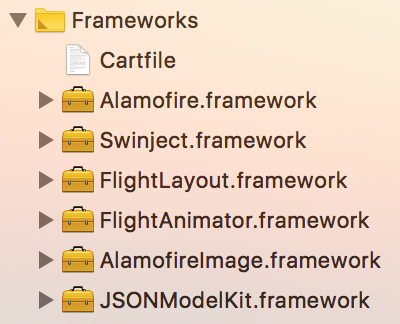 Frameworks
Cartfile
Alamofire.framework
Swinject.framework
FlightLayout.framework
FlightAnimator.framework
AlamofireImage.framework
JSONModelKit.framework